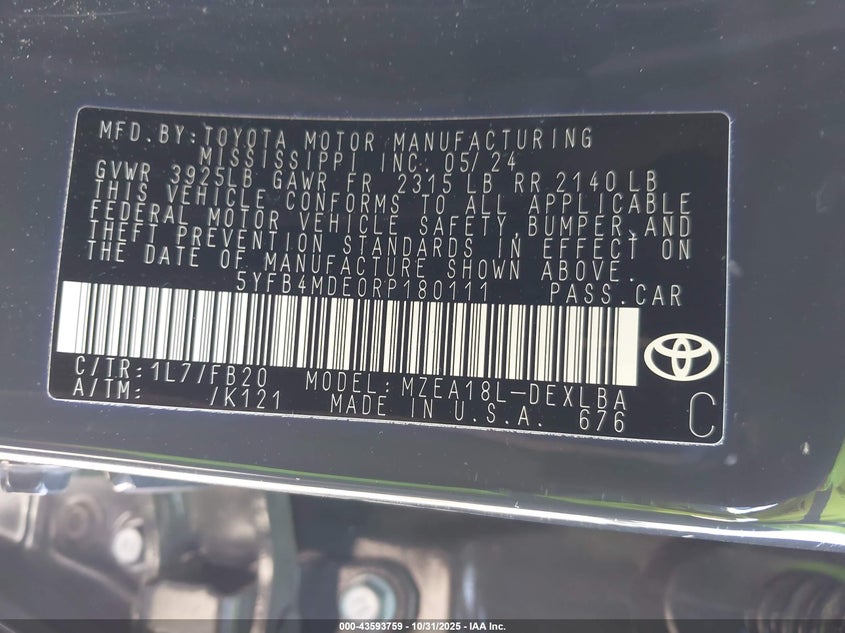 MFD.BY:TOYOTA MOTOR MANUFACTURING
MISSISSIPPI INC. 05/24
GVWR 3925LB GAWR FR 2315 LB RR 2140 LB
THIS VEHICLE CONFORMS TO ALL APPLICABLE
FEDERAL MOTOR VEHICLE SAFETY,BUMPER,AND
THEFT PREVENTION STANDARDS IN EFFECT ON
THE DATE OF MANUFACTURE SHOWN ABOVE.
5YFB4MDE0RP180111 PASS.CAR
C/TR:1L7/FB20 MODEL:MZEA18L-DEXLBA
A/TM: /K121 MADE IN U.S.A. 676
C
000-43593759 - 10/31/2025 - IAA Inc.